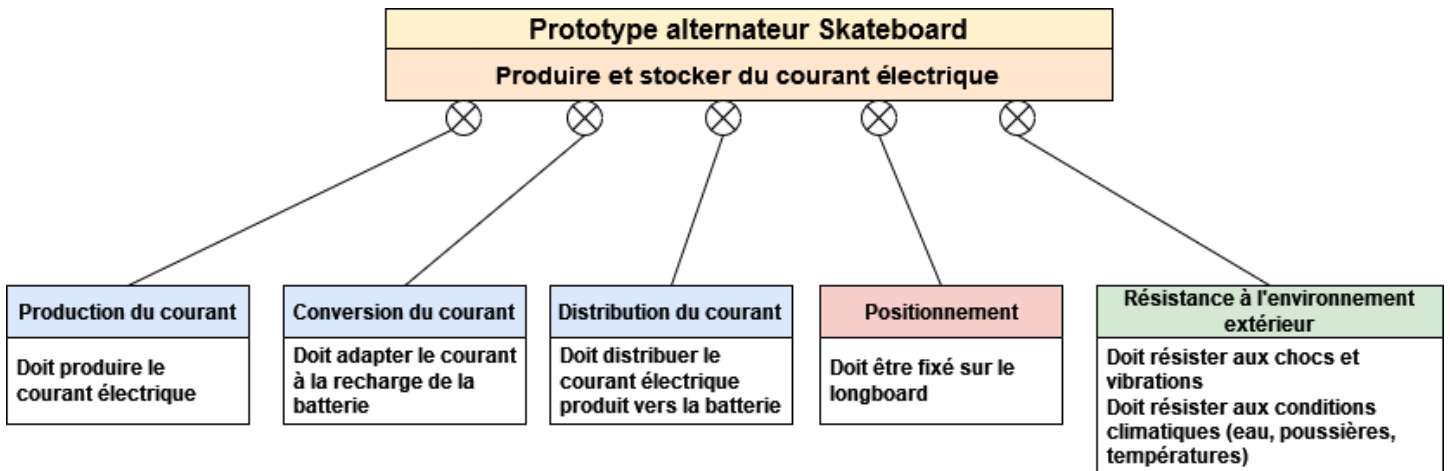 Prototype alternateur Skateboard
Produire et stocker du courant électrique
Production du courant
Doit produire le
courant électrique
Conversion du courant
Doit adapter le courant
à la recharge de la
batterie
Distribution du courant
Doit distribuer le
courant électrique
produit vers la batterie
Positionnement
Doit être fixé sur le
longboard
Résistance à l'environnement
extérieur
Doit résister aux chocs et
vibrations
Doit résister aux conditions
climatiques (eau, poussières,
températures)